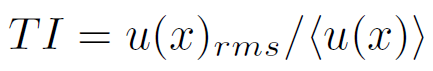 TI = u(x)_{rms}/⟨u(x)⟩